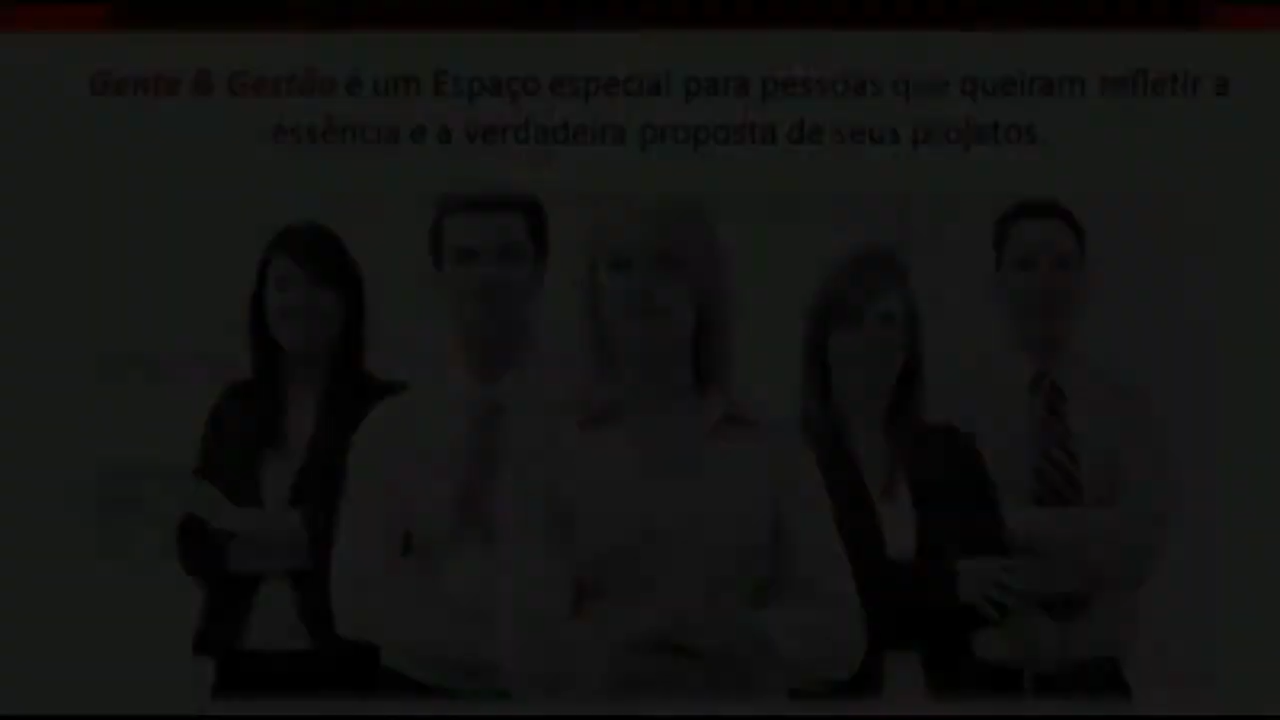 Gente & Gestão é um Espaço especial para pessoas que queiram refletir a
essência e a verdadeira proposta de seus projetos.